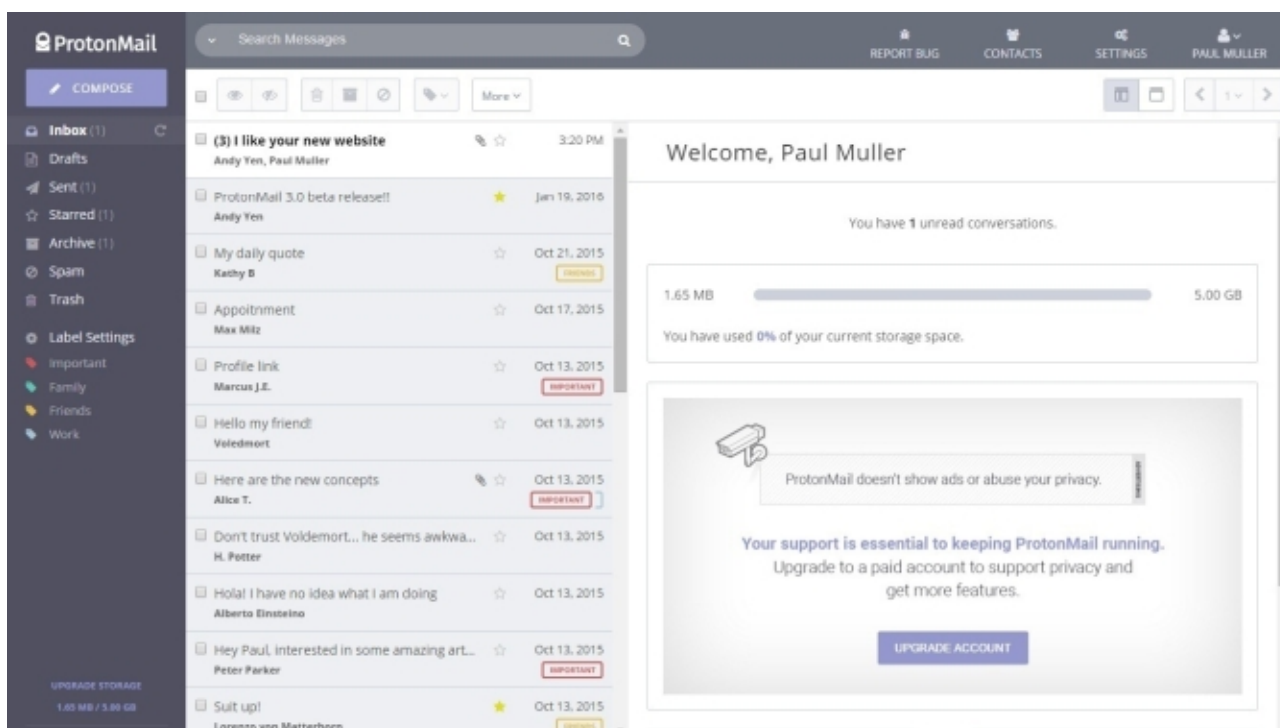 ProtonMail
Search Messages
REPORT BUG
CONTACTS
SETTINGS
PAUL MULLER
COMPOSE
More
1
Inbox (1)
Drafts
Sent (1)
Starred (1)
Archive (1)
Spam
Trash
Label Settings
Important
Family
Friends
Work
UPGRADE STORAGE
1.65 MB / 5.00 GB
(3) I like your new website 3:20 PM
Andy Yen, Paul Muller
ProtonMail 3.0 beta release!! Jan 19, 2016
Andy Yen
My daily quote Oct 21, 2015
Kathy B FRIENDS
Appoitnment Oct 17, 2015
Max Milz
Profile link Oct 13, 2015
Marcus J.E. IMPORTANT
Hello my friend! Oct 13, 2015
Voledmort
Here are the new concepts Oct 13, 2015
Alice T. IMPORTANT
Don't trust Voldemort... he seems awkwa... Oct 13, 2015
H. Potter
Hola! I have no idea what I am doing Oct 13, 2015
Alberto Einsteino
Hey Paul, interested in some amazing art... Oct 13, 2015
Peter Parker IMPORTANT
Suit up! Oct 13, 2015
Lorenzo von Matterhorn FRIENDS
Welcome, Paul Muller
You have 1 unread conversations.
1.65 MB 5.00 GB
You have used 0% of your current storage space.
ProtonMail doesn't show ads or abuse your privacy.
Your support is essential to keeping ProtonMail running.
Upgrade to a paid account to support privacy and
get more features.
UPGRADE ACCOUNT